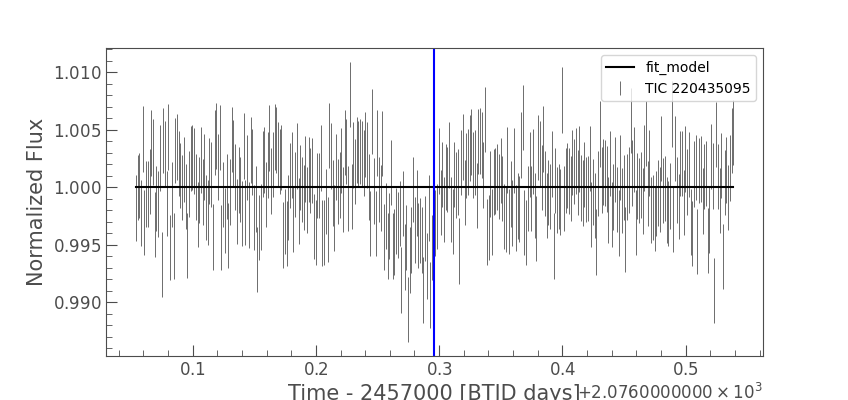 fit_model
TIC 220435095
1.010
1.005
1.000
0.995
0.990
Normalized Flux
0.1 0.2 0.3 0.4 0.5
Time - 2457000 [BTJD days]
+2.0760000000 × 10³